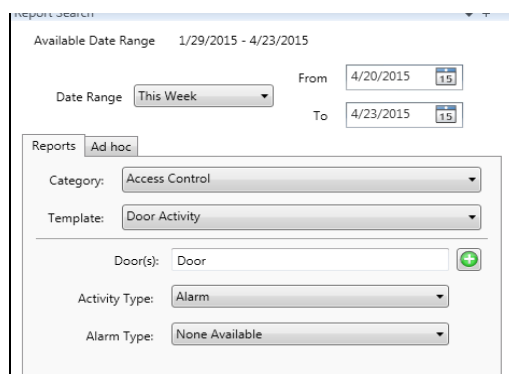 Report Search
Available Date Range 1/29/2015 - 4/23/2015
From 4/20/2015 15
Date Range This Week
To 4/23/2015 15
Reports Ad hoc
Category: Access Control
Template: Door Activity
Door(s): Door
Activity Type: Alarm
Alarm Type: None Available